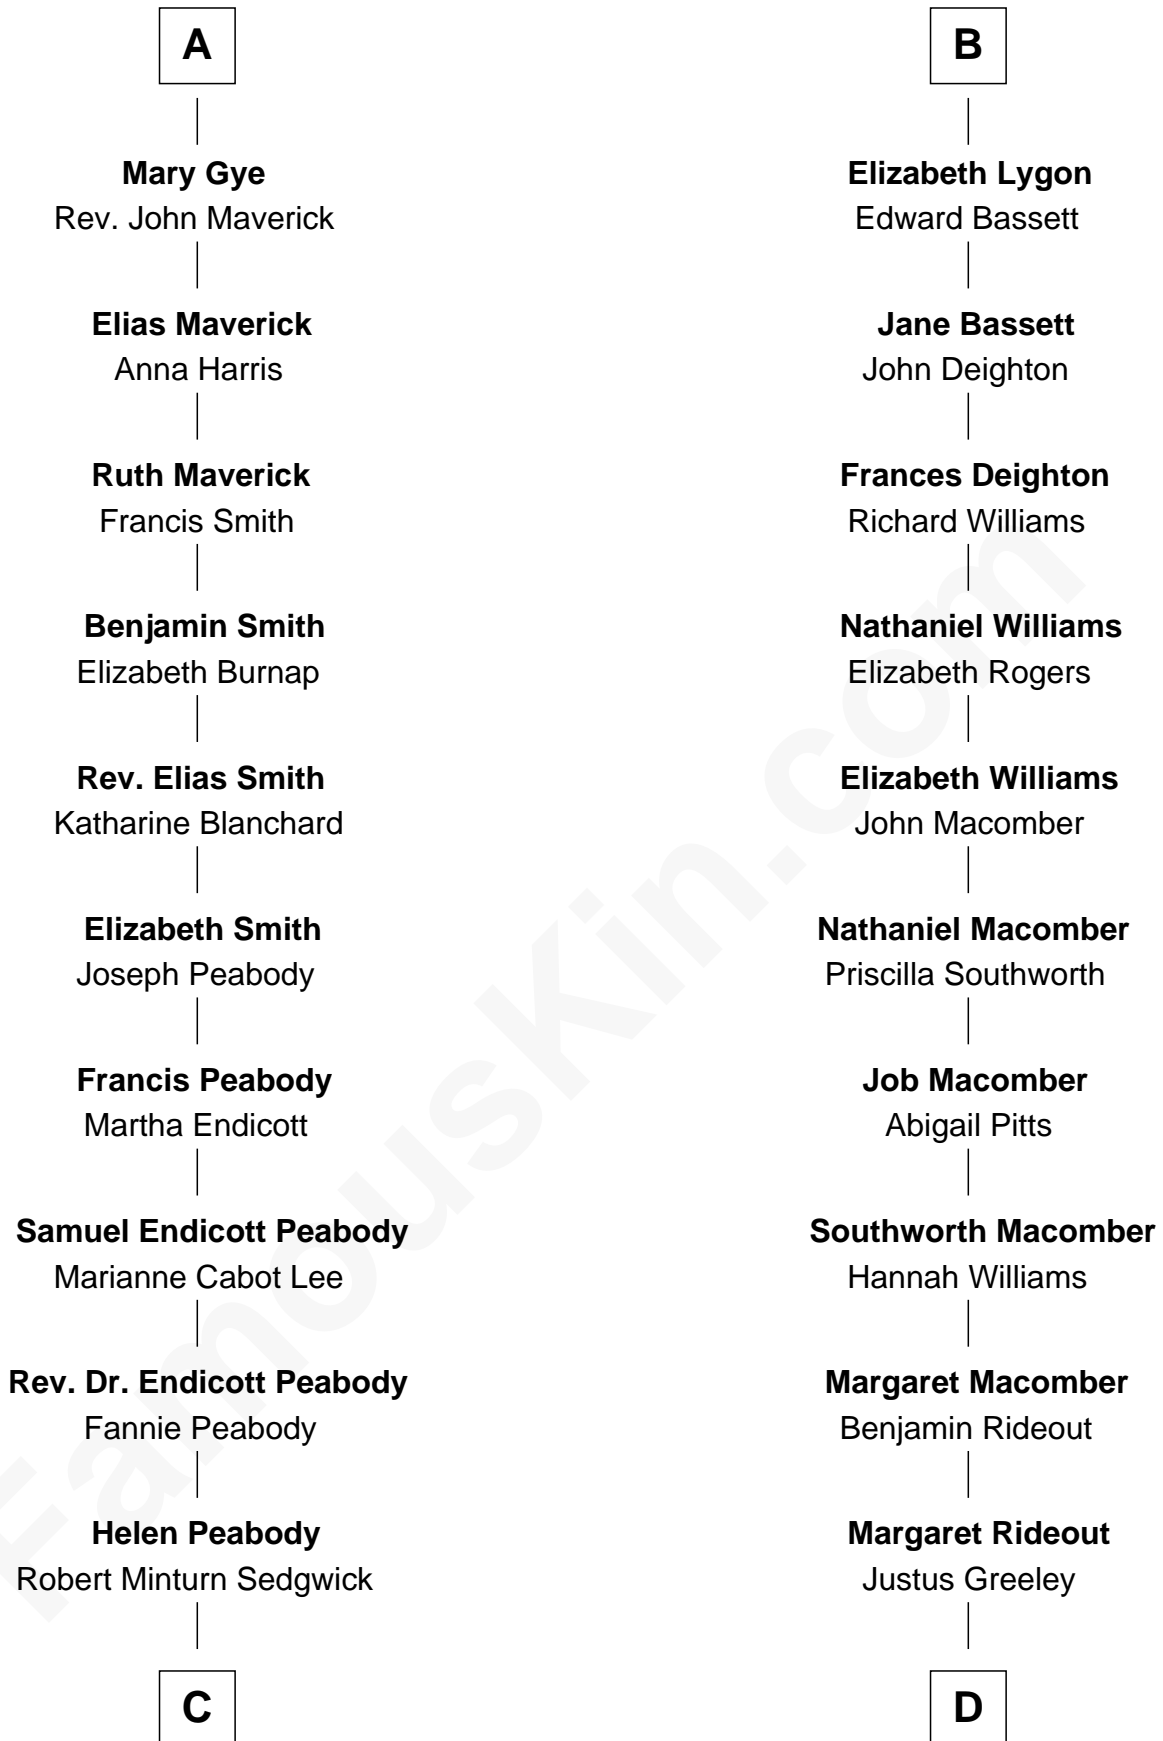 A
Mary Gye
Rev. John Maverick
Elias Maverick
Anna Harris
Ruth Maverick
Francis Smith
Benjamin Smith
Elizabeth Burnap
Rev. Elias Smith
Katharine Blanchard
Elizabeth Smith
Joseph Peabody
Francis Peabody
Martha Endicott
Samuel Endicott Peabody
Marianne Cabot Lee
Rev. Dr. Endicott Peabody
Fannie Peabody
Helen Peabody
Robert Minturn Sedgwick
C
B
Elizabeth Lygon
Edward Bassett
Jane Bassett
John Deighton
Frances Deighton
Richard Williams
Nathaniel Williams
Elizabeth Rogers
Elizabeth Williams
John Macomber
Nathaniel Macomber
Priscilla Southworth
Job Macomber
Abigail Pitts
Southworth Macomber
Hannah Williams
Margaret Macomber
Benjamin Rideout
Margaret Rideout
Justus Greeley
D
FamousKin.com